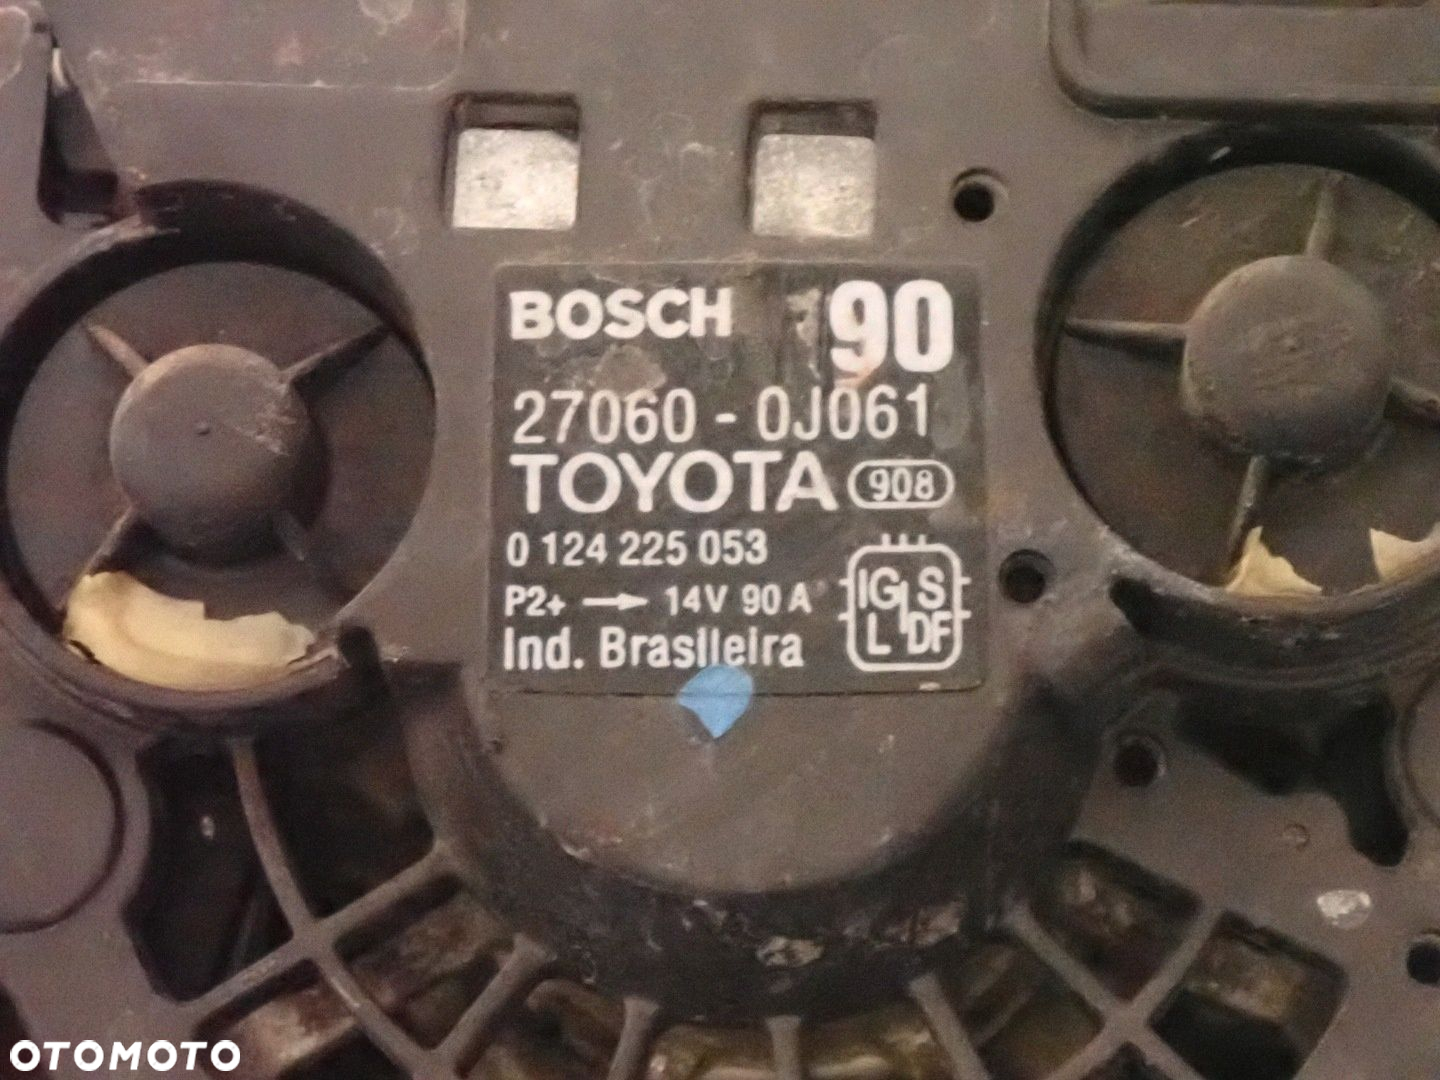 BOSCH 90
27060 - 0J061
TOYOTA 908
0 124 225 053
P2+ → 14V 90 A
Ind. Brasileira
IG S
L DF
OTOMOTO